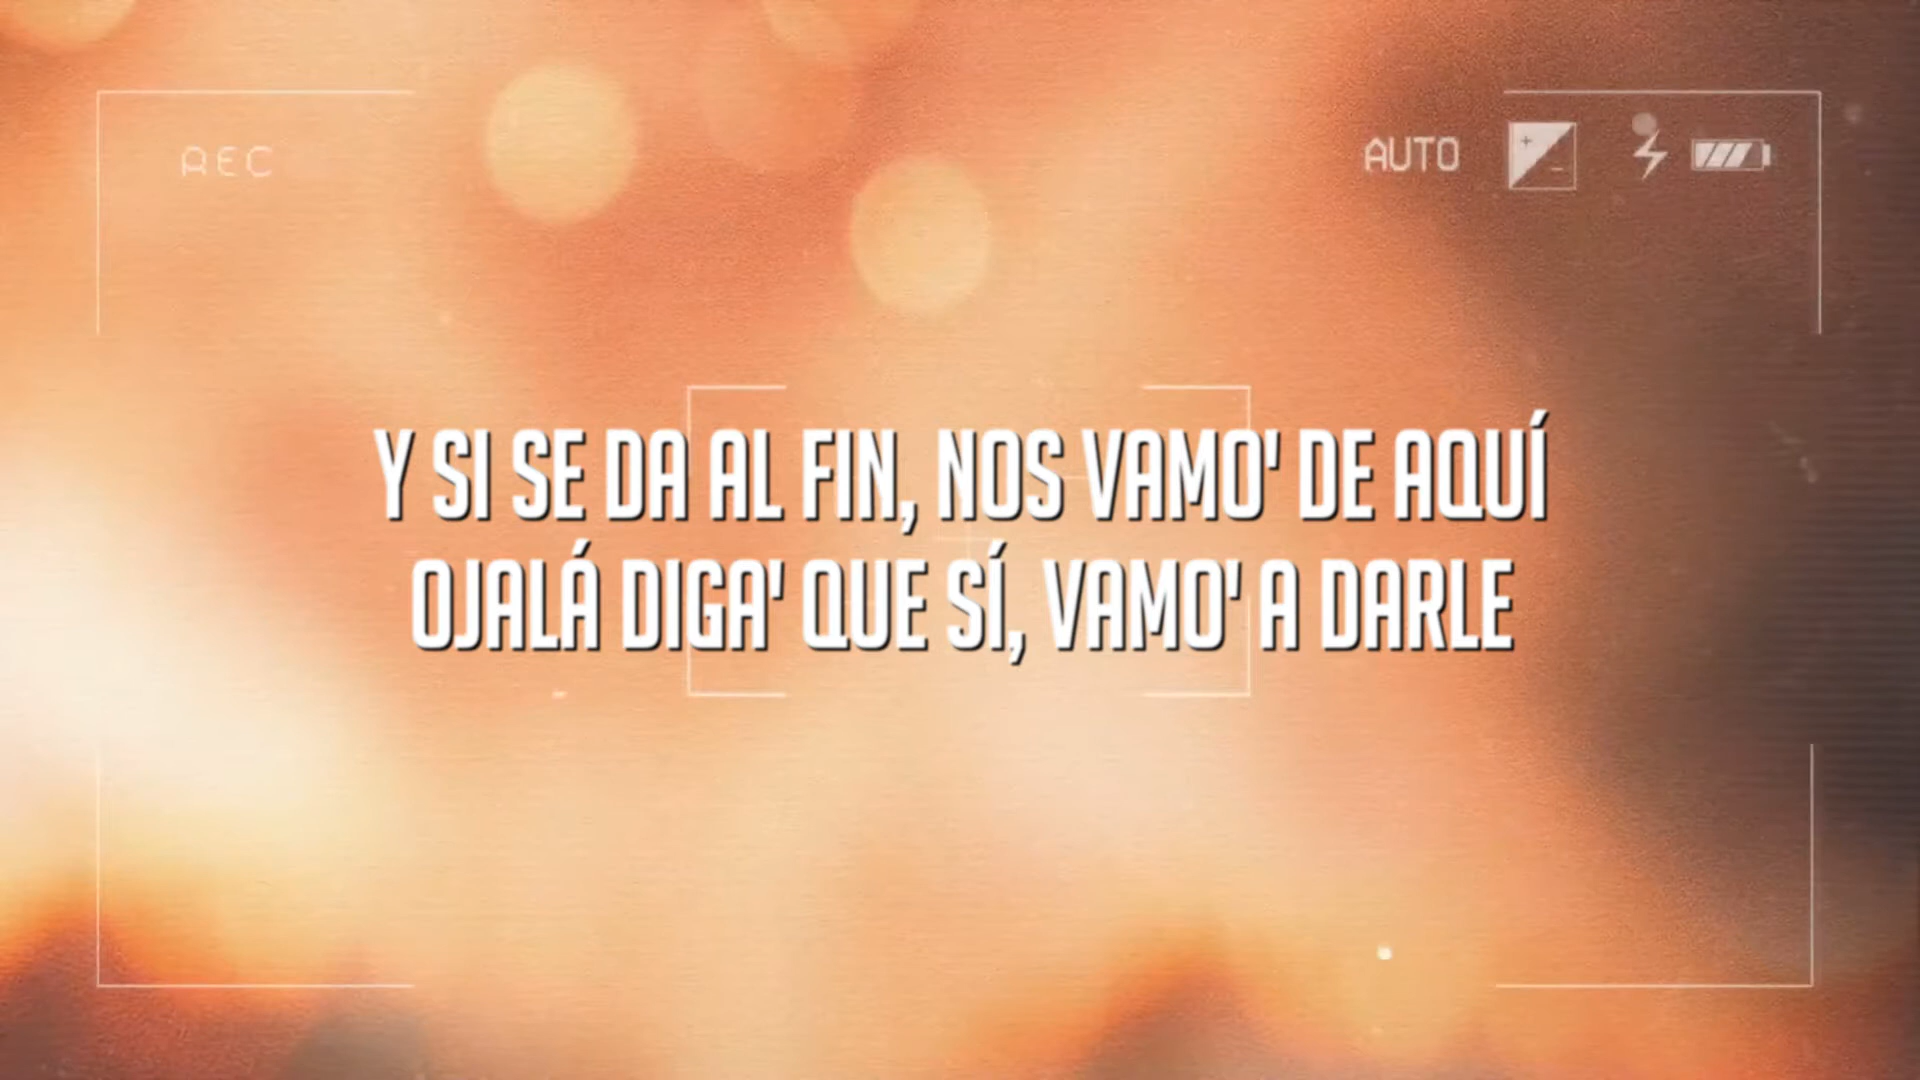 REC
AUTO
Y SI SE DA AL FIN, NOS VAMO' DE AQUÍ
OJALÁ DIGA' QUE SÍ, VAMO' A DARLE